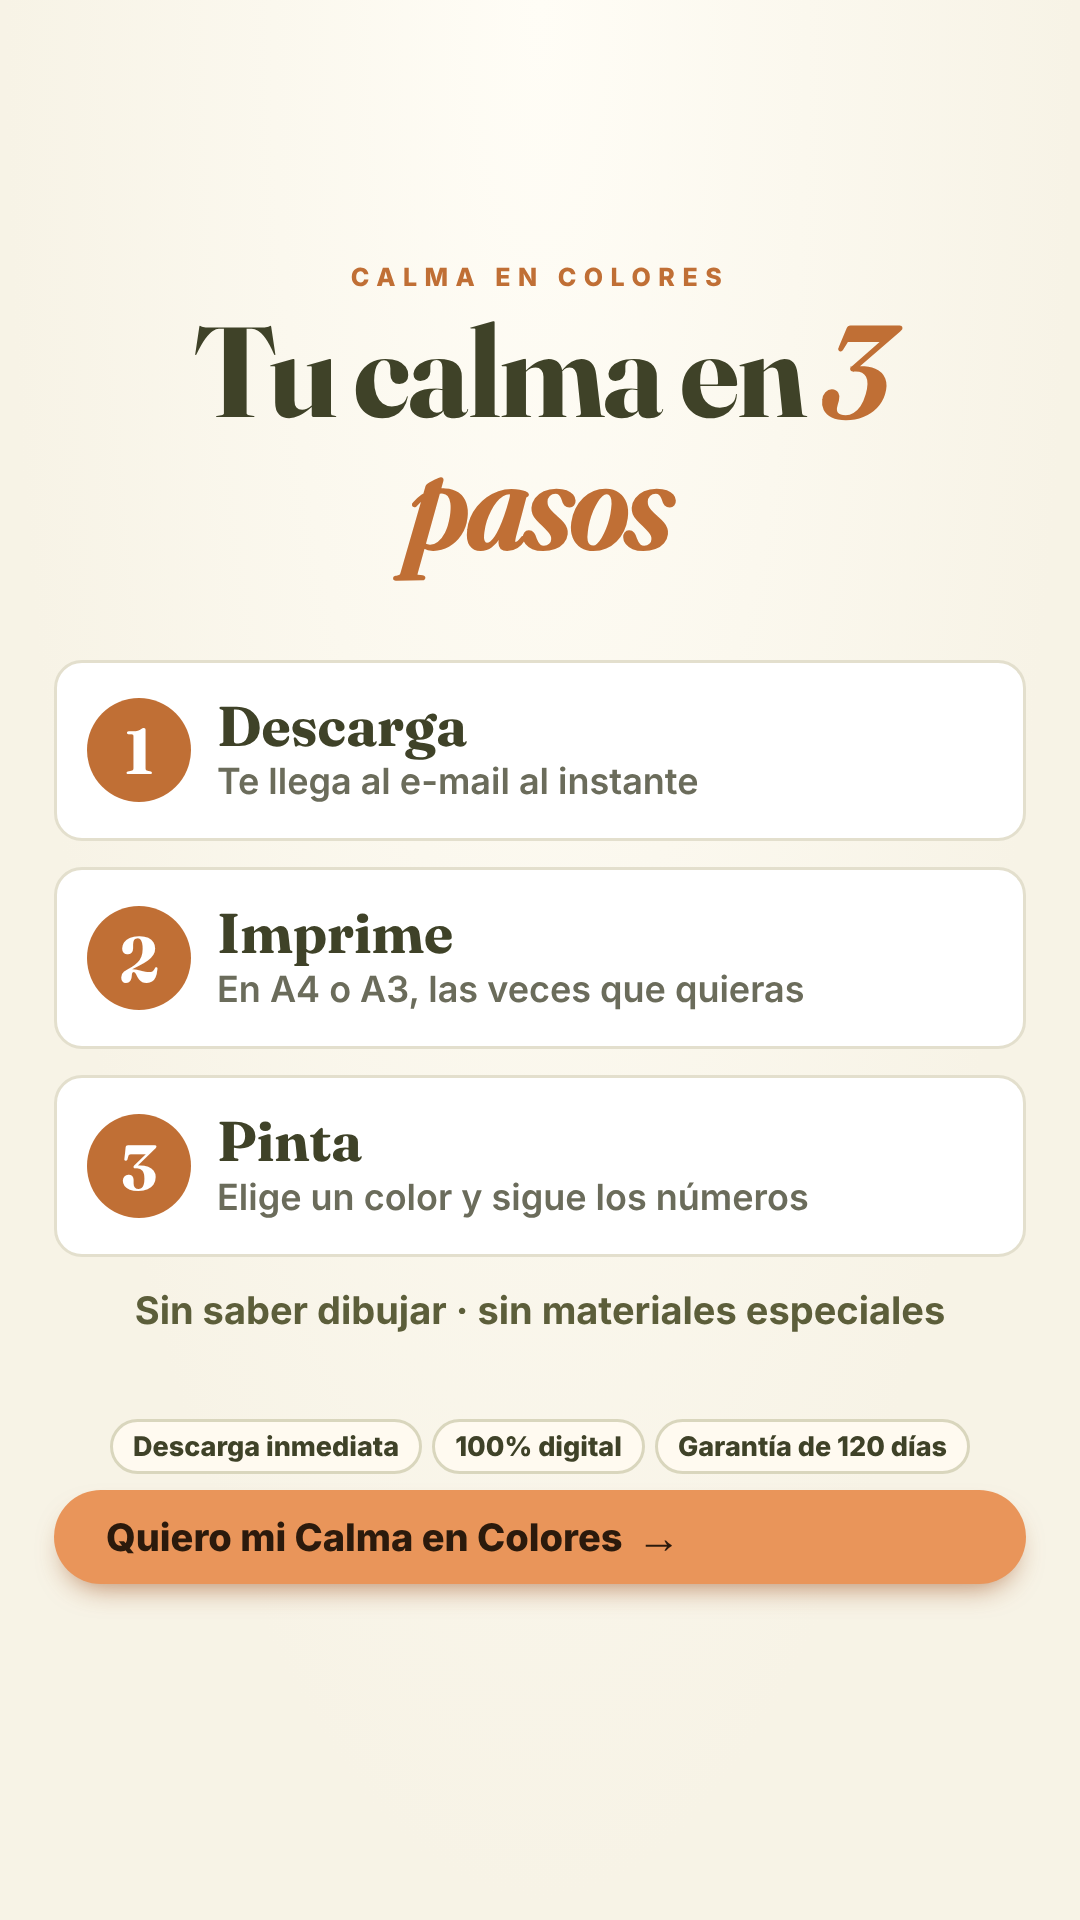 CALMA EN COLORES
Tu calma en 3
pasos
1
Descarga
Te llega al e-mail al instante
2
Imprime
En A4 o A3, las veces que quieras
3
Pinta
Elige un color y sigue los números
Sin saber dibujar · sin materiales especiales
Descarga inmediata 100% digital Garantía de 120 días
Quiero mi Calma en Colores →